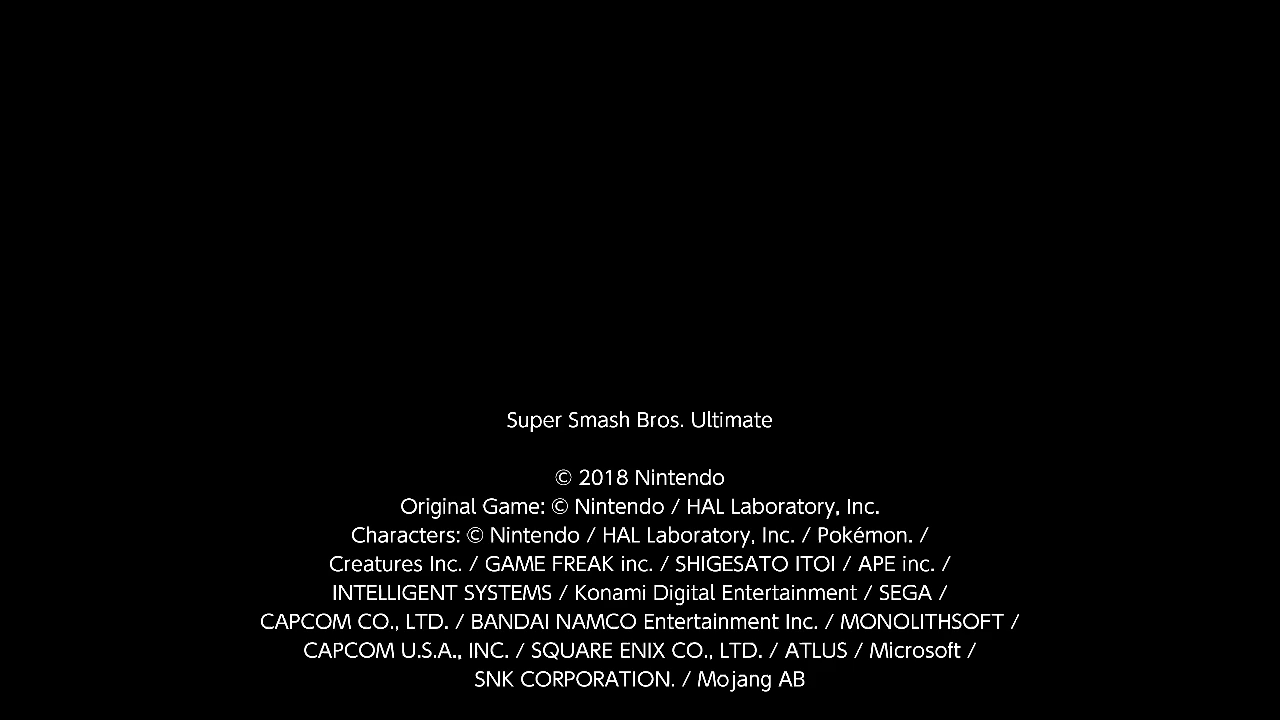 Super Smash Bros. Ultimate
© 2018 Nintendo
Original Game: © Nintendo / HAL Laboratory, Inc.
Characters: © Nintendo / HAL Laboratory, Inc. / Pokémon. /
Creatures Inc. / GAME FREAK inc. / SHIGESATO ITOI / APE inc. /
INTELLIGENT SYSTEMS / Konami Digital Entertainment / SEGA /
CAPCOM CO., LTD. / BANDAI NAMCO Entertainment Inc. / MONOLITHSOFT /
CAPCOM U.S.A., INC. / SQUARE ENIX CO., LTD. / ATLUS / Microsoft /
SNK CORPORATION. / Mojang AB